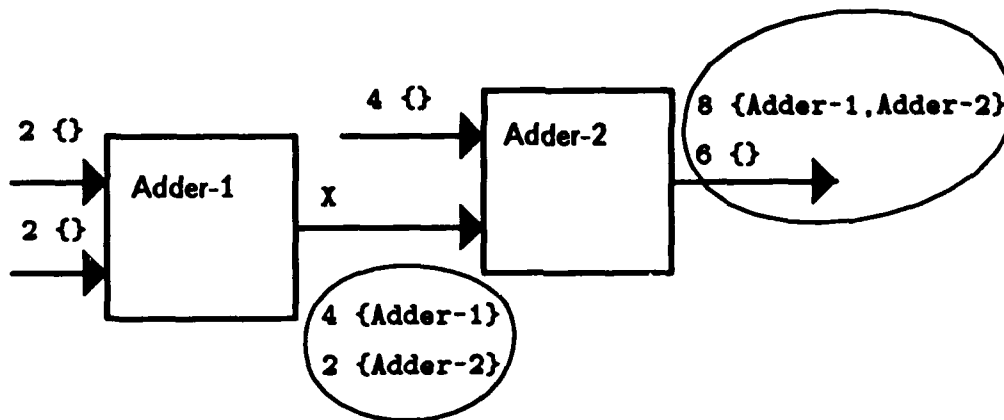 2 {}
2 {}
Adder-1
X
4 {Adder-1}
2 {Adder-2}
4 {}
Adder-2
8 {Adder-1,Adder-2}
6 {}